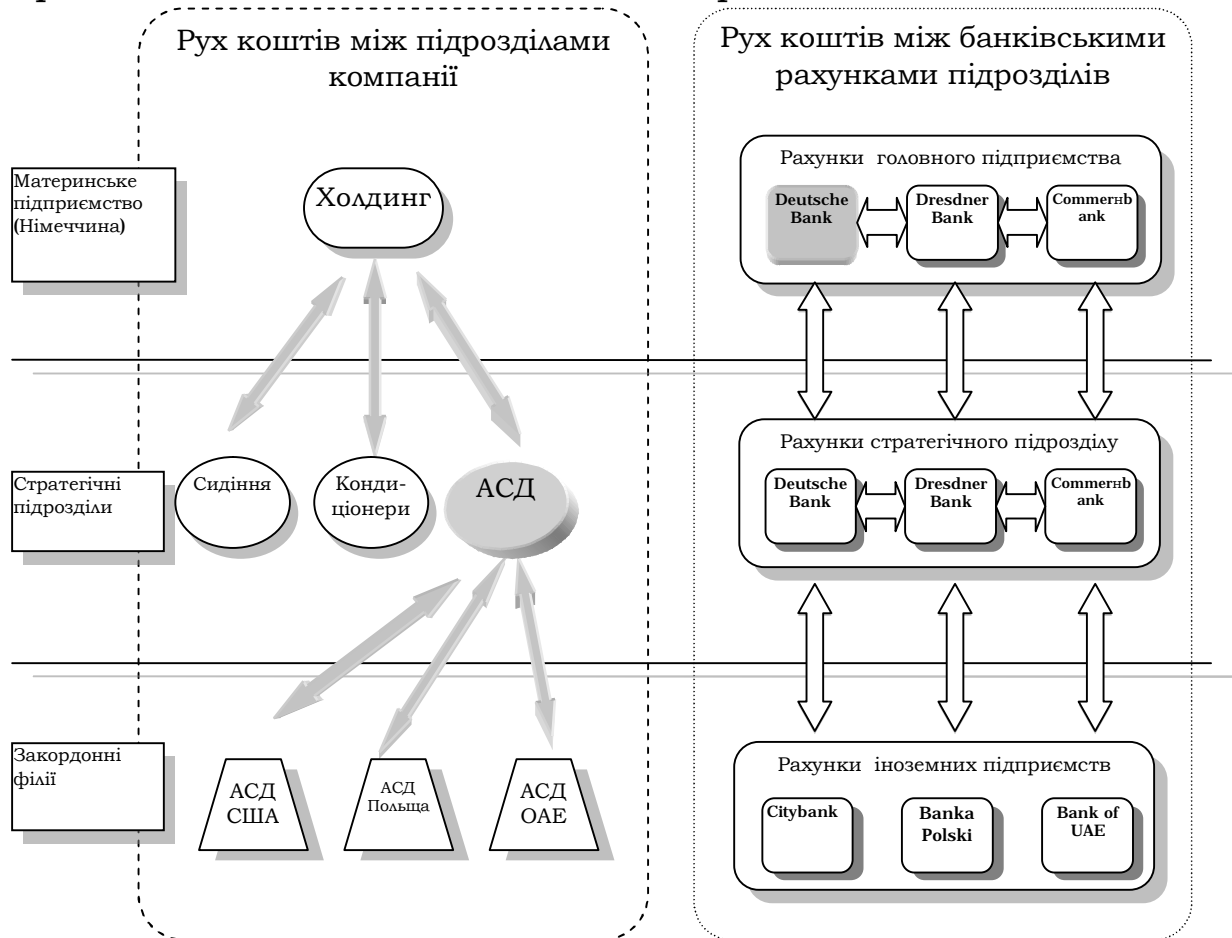 Рух коштів між підрозділами
компанії
Рух коштів між банківськими
рахунками підрозділів
Материнське
підприємство
(Німеччина)
Холдинг
Рахунки головного підприємства
Deutsche
Bank
Dresdner
Bank
Commerнb
ank
Стратегічні
підрозділи
Сидіння
Конди-
ціонери
АСД
Рахунки стратегічного підрозділу
Deutsche
Bank
Dresdner
Bank
Commerнb
ank
Закордонні
філії
АСД
США
АСД
Польща
АСД
ОАЕ
Рахунки іноземних підприємств
Citybank
Banka
Polski
Bank of
UAE